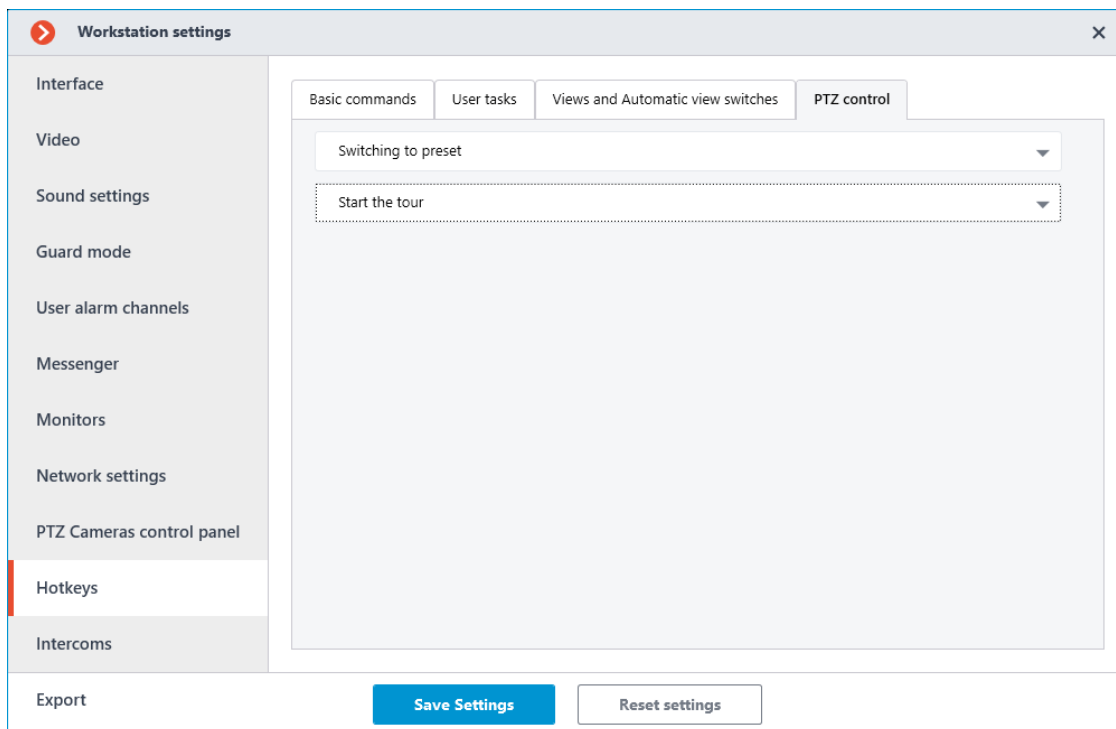 Workstation settings
Interface
Video
Sound settings
Guard mode
User alarm channels
Messenger
Monitors
Network settings
PTZ Cameras control panel
Hotkeys
Intercoms
Export
Basic commands
User tasks
Views and Automatic view switches
PTZ control
Switching to preset
Start the tour
Save Settings
Reset settings